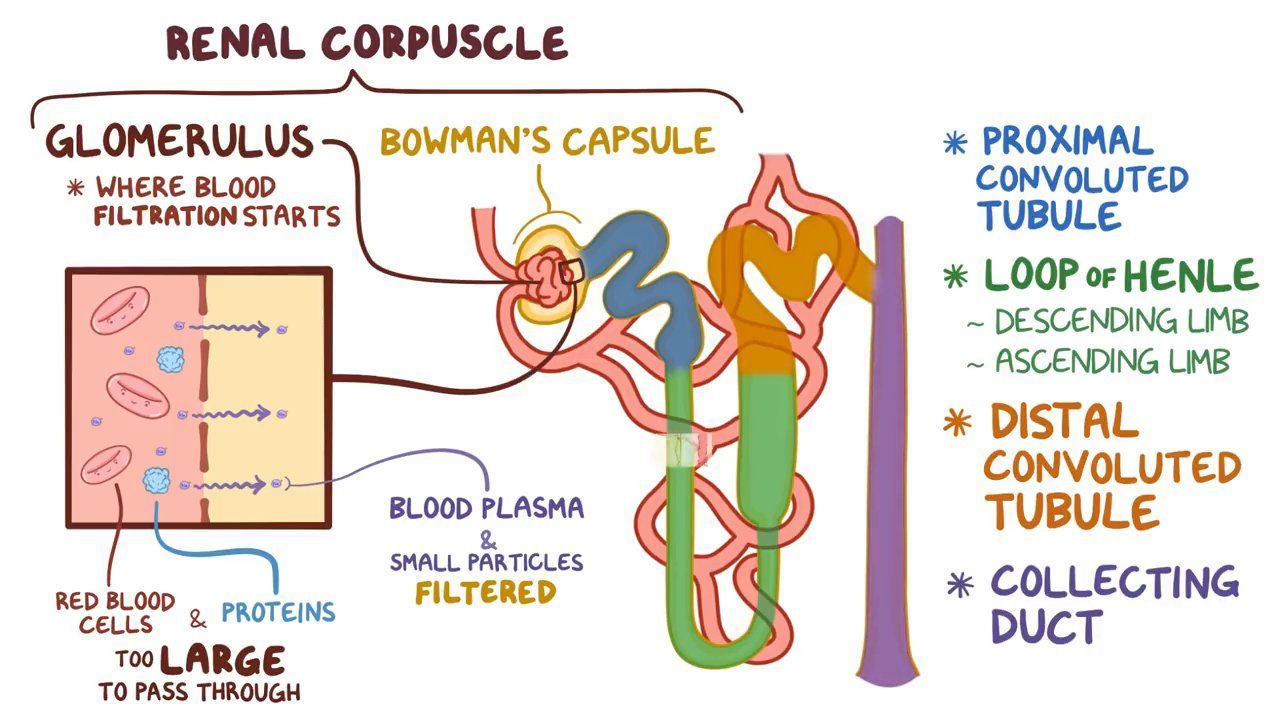 RENAL CORPUSCLE
GLOMERULUS
* WHERE BLOOD
FILTRATION STARTS
BOWMAN'S CAPSULE
RED BLOOD
CELLS
&
PROTEINS
TOO LARGE
TO PASS THROUGH
BLOOD PLASMA
&
SMALL PARTICLES
FILTERED
* PROXIMAL
CONVOLUTED
TUBULE
* LOOP OF HENLE
~ DESCENDING LIMB
~ ASCENDING LIMB
* DISTAL
CONVOLUTED
TUBULE
* COLLECTING
DUCT